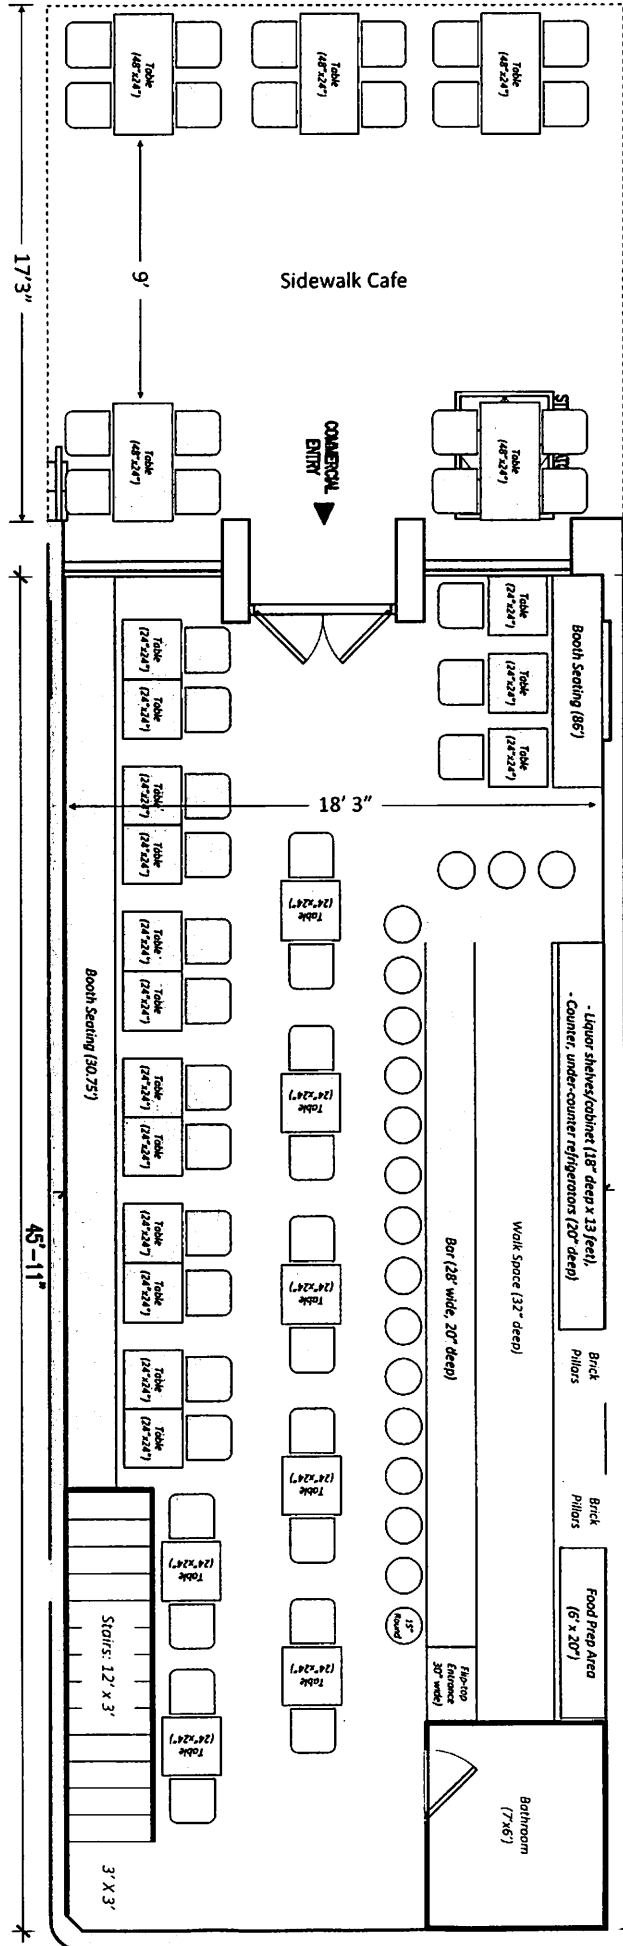 Table
(48"x24")
Table
(48"x24")
Table
(48"x24")
17'3"
9'
Sidewalk Cafe
Table
(48"x24")
COMMERCIAL
ENTRY
Table
(48"x24")
Table
(24"x24")
Table
(24"x24")
Table
(24"x24")
Booth Seating (86')
Table
(24"x24")
Table
(24"x24")
18' 3"
Table
(24"x24")
Table
(24"x24")
Table
(24"x24")
Table
(24"x24")
Table
(24"x24")
Table
(24"x24")
Table
(24"x24")
Table
(24"x24")
Table
(24"x24")
Table
(24"x24")
Booth Seating (30.75')
45'-11"
Table
(24"x24")
Table
(24"x24")
Table
(24"x24")
Table
(24"x24")
Table
(24"x24")
- Liquor shelves/cabinet (18" deep x 13 feet),
- Counter, under-counter refrigerators (20" deep)
Walk Space (32" deep)
Bar (28' wide, 20" deep)
Brick
Pillars
Brick
Pillars
Food Prep Area
(6' x 20")
15"
Round
Flip-top
Entrance
30" wide)
Table
(24"x24")
Table
(24"x24")
Stairs: 12' x 3'
3' X 3'
Bathroom
(7'x6')